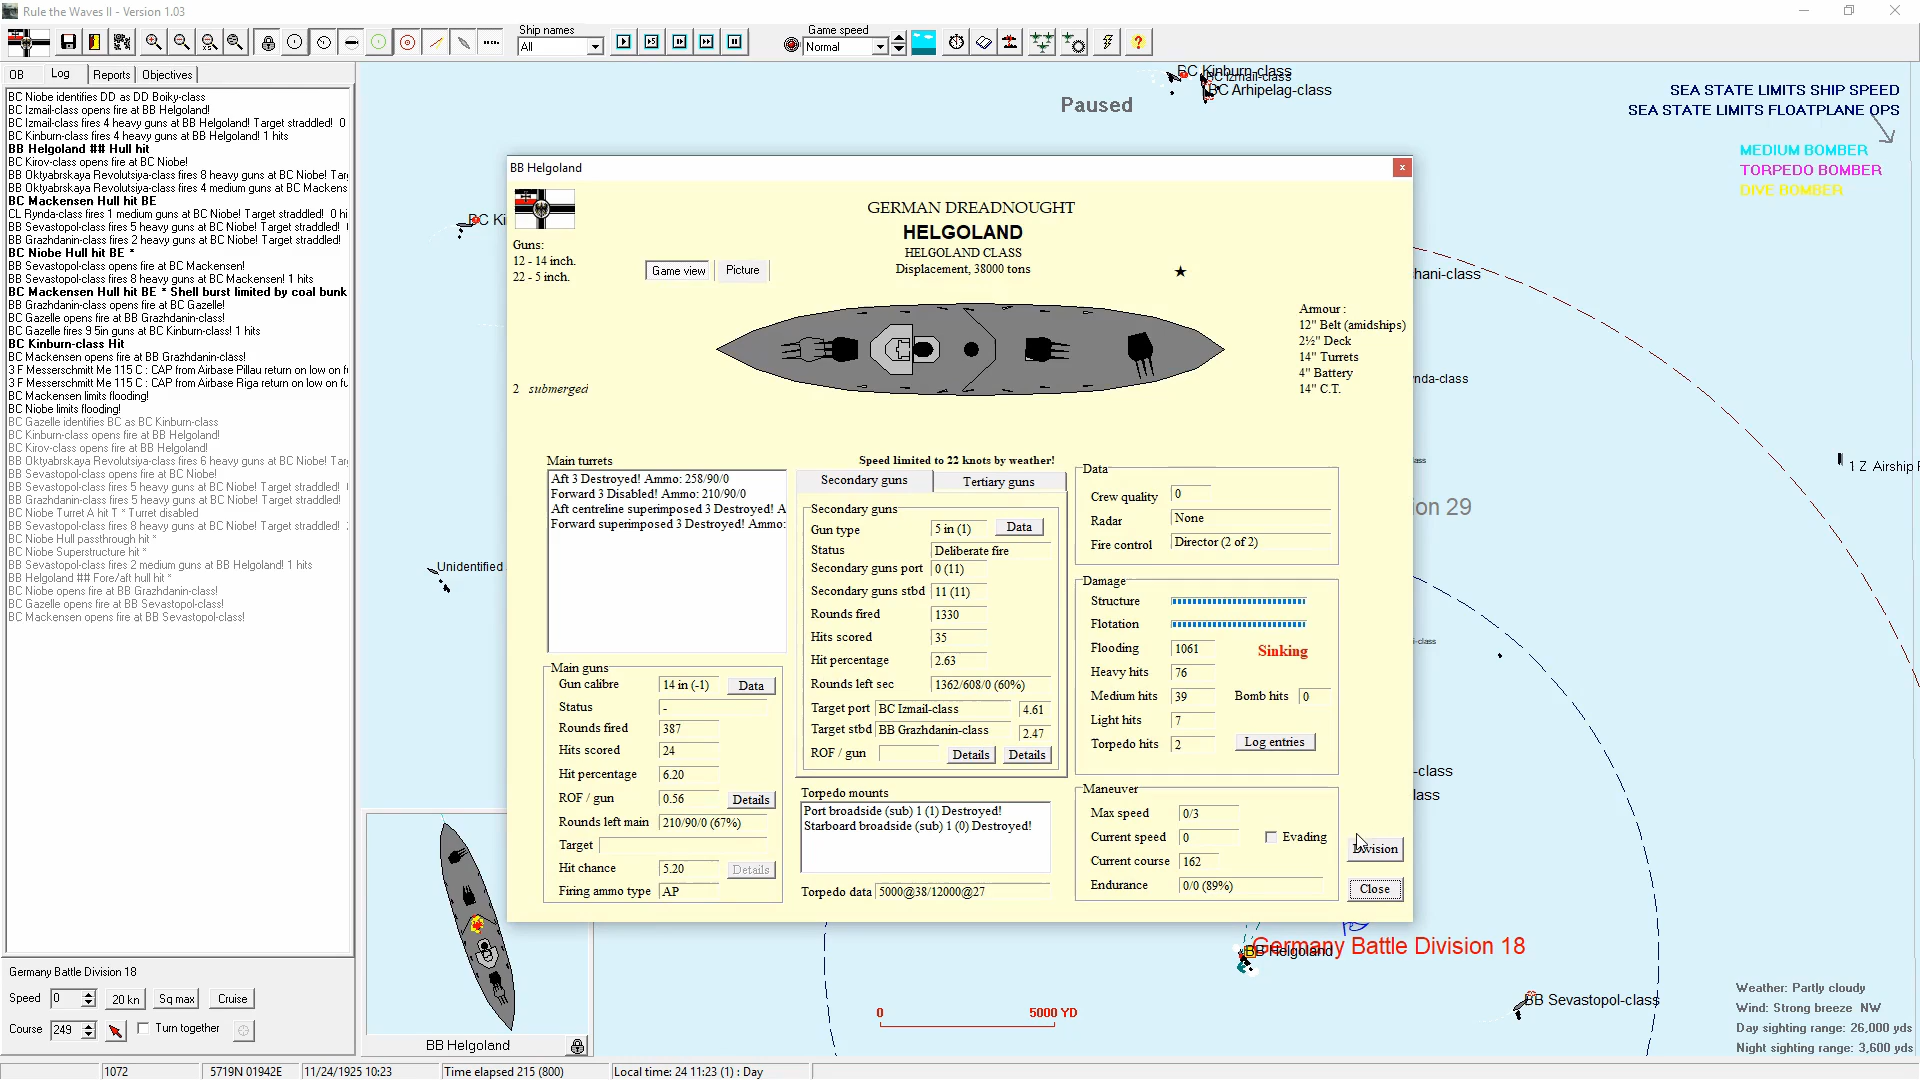 Rule the Waves II - Version 1.03
Ship names
All
Game speed
Normal
OB
Log
Reports
Objectives
BC Niobe identifies DD as DD Boiky-class
BC Izmail-class opens fire at BB Helgoland!
BC Izmail-class fires 4 heavy guns at BB Helgoland! Target straddled! 0
BC Kinburn-class fires 4 heavy guns at BB Helgoland! 1 hits
BB Helgoland ## Hull hit
BC Kirov-class opens fire at BC Niobe!
BB Oktyabrskaya Revolutsiya-class fires 8 heavy guns at BC Niobe! Tar
BB Oktyabrskaya Revolutsiya-class fires 4 medium guns at BC Mackens
BC Mackensen Hull hit BE
CL Rynda-class fires 1 medium guns at BC Niobe! Target straddled! 0 hi
BB Sevastopol-class fires 5 heavy guns at BC Niobe! Target straddled!
BB Grazhdanin-class fires 2 heavy guns at BC Niobe! Target straddled!
BC Niobe Hull hit BE *
BB Sevastopol-class opens fire at BC Mackensen!
BB Sevastopol-class fires 8 heavy guns at BC Mackensen! 1 hits
BC Mackensen Hull hit BE * Shell burst limited by coal bunk
BB Grazhdanin-class opens fire at BC Gazelle!
BC Gazelle opens fire at BB Grazhdanin-class!
BC Gazelle fires 9 5in guns at BC Kinburn-class! 1 hits
BC Kinburn-class Hit
BC Mackensen opens fire at BB Grazhdanin-class!
3 F Messerschmitt Me 115 C : CAP from Airbase Pillau return on low on f
3 F Messerschmitt Me 115 C : CAP from Airbase Riga return on low on fu
BC Mackensen limits flooding!
BC Niobe limits flooding!
BC Gazelle identifies BC as BC Kinburn-class
BC Kinburn-class opens fire at BB Helgoland!
BC Kirov-class opens fire at BB Helgoland!
BB Oktyabrskaya Revolutsiya-class fires 6 heavy guns at BC Niobe! Tar
BB Sevastopol-class opens fire at BC Niobe!
BB Sevastopol-class fires 5 heavy guns at BC Niobe! Target straddled!
BB Grazhdanin-class fires 5 heavy guns at BC Niobe! Target straddled!
BC Niobe Turret A hit T * Turret disabled
BB Sevastopol-class fires 8 heavy guns at BC Niobe! Target straddled!
BC Niobe Hull passthrough hit *
BC Niobe Superstructure hit *
BB Sevastopol-class fires 2 medium guns at BB Helgoland! 1 hits
BB Helgoland ## Fore/aft hull hit *
BC Niobe opens fire at BB Grazhdanin-class!
BC Gazelle opens fire at BB Sevastopol-class!
BC Mackensen opens fire at BB Sevastopol-class!
Germany Battle Division 18
Speed 0 20 kn Sq max Cruise
Course 249 Turn together
BB Helgoland
BC Kinburn-class
BC Izmail-class
BC Arhipelag-class
Paused
SEA STATE LIMITS SHIP SPEED
SEA STATE LIMITS FLOATPLANE OPS
MEDIUM BOMBER
TORPEDO BOMBER
DIVE BOMBER
BC Ki
Unidentified
hani-class
nda-class
ass
ion 29
1 Z Airship
-class
-class
lass
BB Helgoland
GERMAN DREADNOUGHT
HELGOLAND
HELGOLAND CLASS
Displacement, 38000 tons
Guns:
12 - 14 inch.
22 - 5 inch.
Game view
Picture
★
Armour :
12" Belt (amidships)
2½" Deck
14" Turrets
4" Battery
14" C.T.
2 submerged
Speed limited to 22 knots by weather!
Main turrets
Aft 3 Destroyed! Ammo: 258/90/0
Forward 3 Disabled! Ammo: 210/90/0
Aft centreline superimposed 3 Destroyed! A
Forward superimposed 3 Destroyed! Ammo:
Main guns
Gun calibre 14 in (-1) Data
Status -
Rounds fired 387
Hits scored 24
Hit percentage 6.20
ROF / gun 0.56 Details
Rounds left main 210/90/0 (67%)
Target
Hit chance 5.20 Details
Firing ammo type AP
Secondary guns
Tertiary guns
Secondary guns
Gun type 5 in (1) Data
Status Deliberate fire
Secondary guns port 0 (11)
Secondary guns stbd 11 (11)
Rounds fired 1330
Hits scored 35
Hit percentage 2.63
Rounds left sec 1362/608/0 (60%)
Target port BC Izmail-class 4.61
Target stbd BB Grazhdanin-class 2.47
ROF / gun Details Details
Torpedo mounts
Port broadside (sub) 1 (1) Destroyed!
Starboard broadside (sub) 1 (0) Destroyed!
Torpedo data 5000@38/12000@27
Data
Crew quality 0
Radar None
Fire control Director (2 of 2)
Damage
Structure
Flotation
Flooding 1061 Sinking
Heavy hits 76
Medium hits 39 Bomb hits 0
Light hits 7
Torpedo hits 2 Log entries
Maneuver
Max speed 0/3
Current speed 0 Evading
Current course 162
Endurance 0/0 (89%)
Division
Close
BB Helgoland
Germany Battle Division 18
BB Sevastopol-class
0 5000 YD
Weather: Partly cloudy
Wind: Strong breeze NW
Day sighting range: 26,000 yds
Night sighting range: 3,600 yds
1072
5719N 01942E
11/24/1925 10:23
Time elapsed 215 (800)
Local time: 24 11:23 (1) : Day